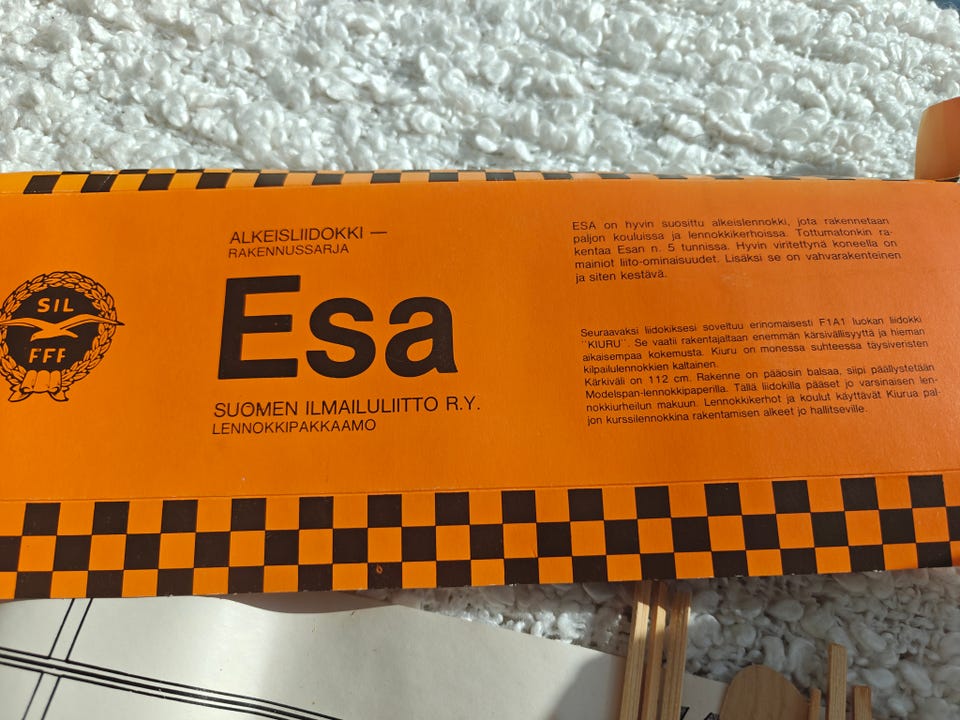 SIL
FFF
ALKEISLIIDOKKI —
RAKENNUSSARJA
Esa
SUOMEN ILMAILULIITTO R.Y.
LENNOKKIPAKKAAMO
ESA on hyvin suosittu alkeislennokki, jota rakennetaan
paljon kouluissa ja lennokkikerhoissa. Tottumatonkin ra-
kentaa Esan n. 5 tunnissa. Hyvin viritettynä koneella on
mainiot liito-ominaisuudet. Lisäksi se on vahvarakenteinen
ja siten kestävä.
Seuraavaksi liidokiksesi soveltuu erinomaisesti F1A1 luokan liidokki
"KIURU". Se vaatii rakentajaltaan enemmän kärsivällisyyttä ja hieman
aikaisempaa kokemusta. Kiuru on monessa suhteessa täysiveristen
kilpailulennokkien kaltainen.
Kärkiväli on 112 cm. Rakenne on pääosin balsaa, siipi päällystetään
Modelspan-lennokkipaperilla. Tällä liidokilla pääset jo varsinaisen len-
nokkiurheilun makuun. Lennokkikerhot ja koulut käyttävät Kiurua pal-
jon kurssilennokkina rakentamisen alkeet jo hallitseville.